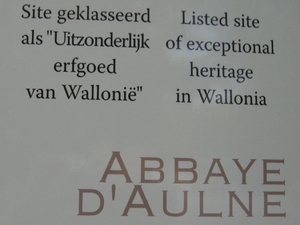 Site geklasseerd
als "Uitzonderlijk
erfgoed
van Wallonië"
Listed site
of exceptional
heritage
in Wallonia
ABBAYE
D'AULNE